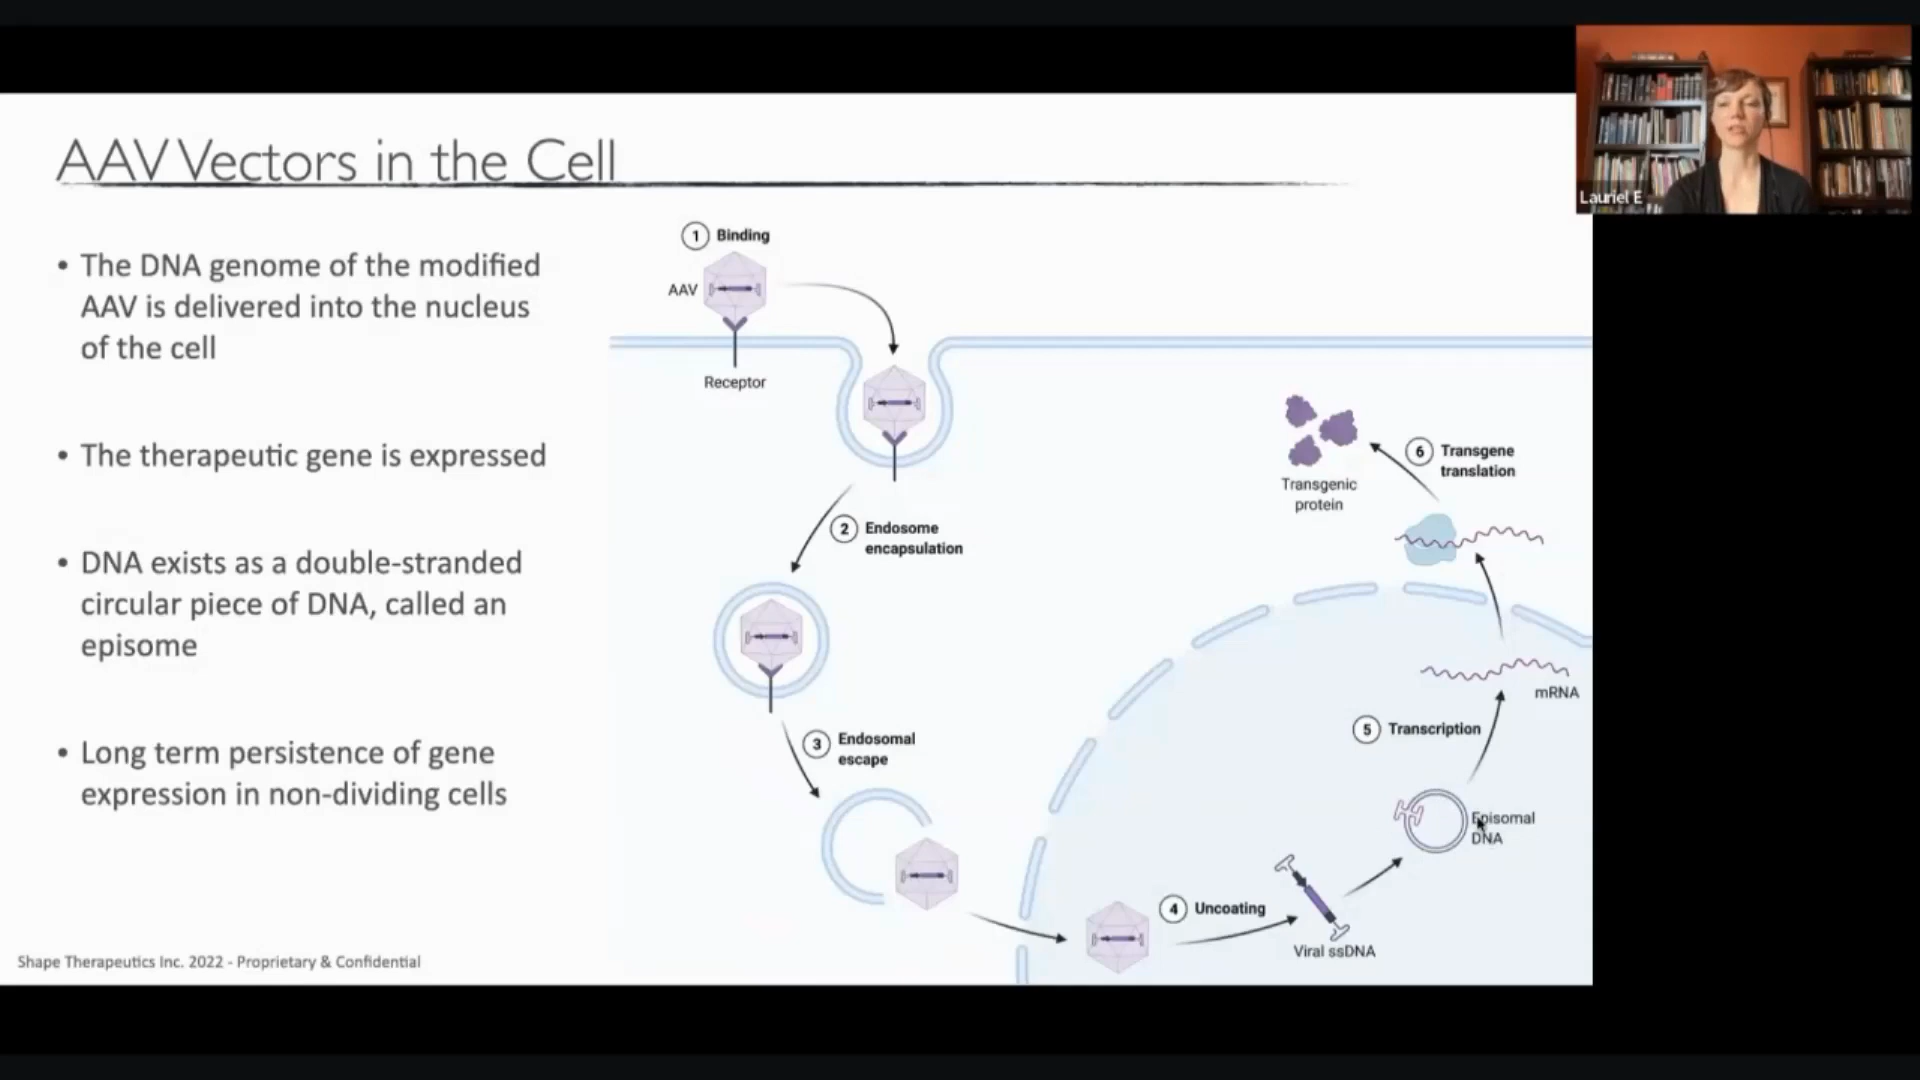 AAV Vectors in the Cell
• The DNA genome of the modified
AAV is delivered into the nucleus
of the cell
• The therapeutic gene is expressed
• DNA exists as a double-stranded
circular piece of DNA, called an
episome
• Long term persistence of gene
expression in non-dividing cells
Shape Therapeutics Inc. 2022 - Proprietary & Confidential
1 Binding
AAV
Receptor
2 Endosome
encapsulation
3 Endosomal
escape
4 Uncoating
Viral ssDNA
Episomal
DNA
5 Transcription
mRNA
6 Transgene
translation
Transgenic
protein
Lauriel E